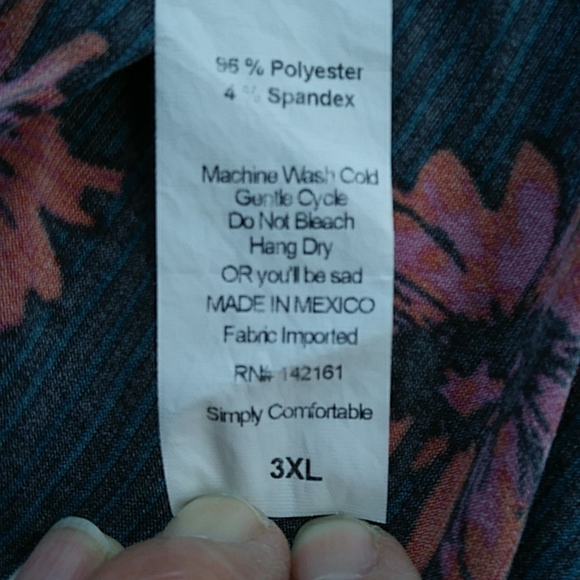 96 % Polyester
4 % Spandex
Machine Wash Cold
Gentle Cycle
Do Not Bleach
Hang Dry
OR you'll be sad
MADE IN MEXICO
Fabric Imported
RN# 142161
Simply Comfortable
3XL